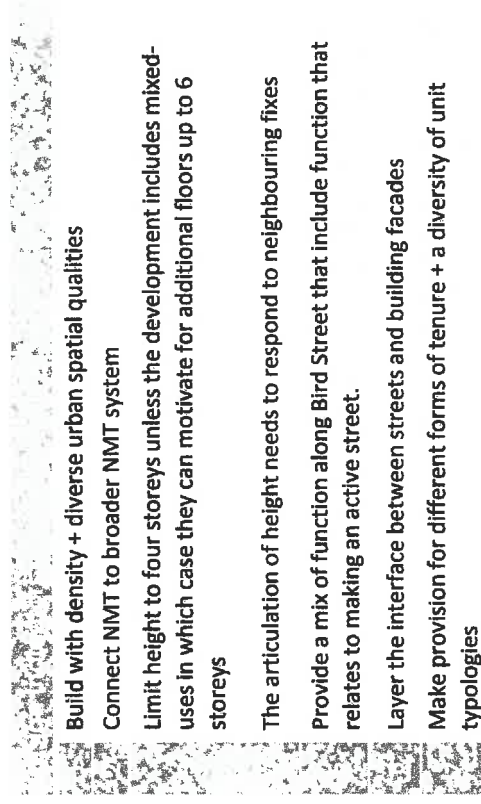 Build with density + diverse urban spatial qualities
Connect NMT to broader NMT system
Limit height to four storeys unless the development includes mixed-
uses in which case they can motivate for additional floors up to 6
storeys
The articulation of height needs to respond to neighbouring fixes
Provide a mix of function along Bird Street that include function that
relates to making an active street.
Layer the interface between streets and building facades
Make provision for different forms of tenure + a diversity of unit
typologies